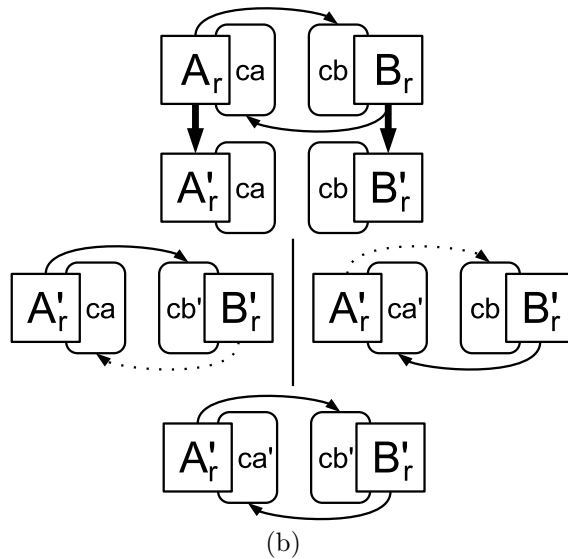 A_r ca cb B_r
A'_r ca cb B'_r
A'_r ca cb' B'_r A'_r ca' cb B'_r
A'_r ca' cb' B'_r
(b)